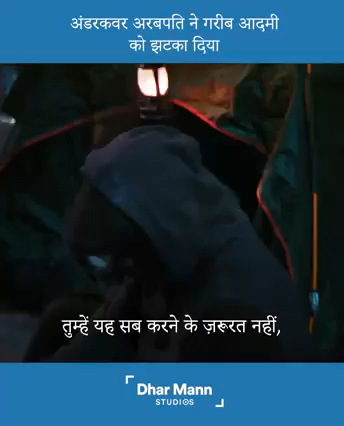 अंडरकवर अरबपति ने गरीब आदमी
को झटका दिया
तुम्हें यह सब करने के ज़रूरत नहीं,
Dhar Mann
STUDIOS